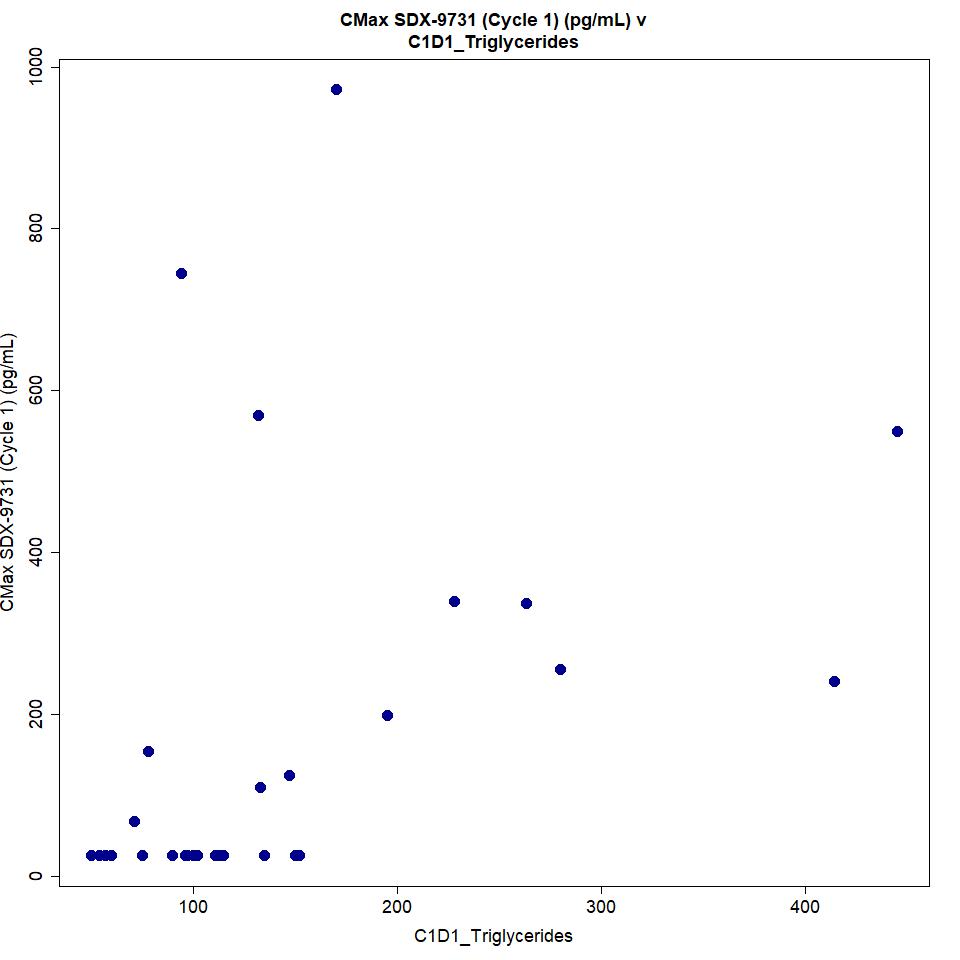 CMax SDX-9731 (Cycle 1) (pg/mL) v
C1D1_Triglycerides
1000
800
600
400
200
0
CMax SDX-9731 (Cycle 1) (pg/mL)
100 200 300 400
C1D1_Triglycerides